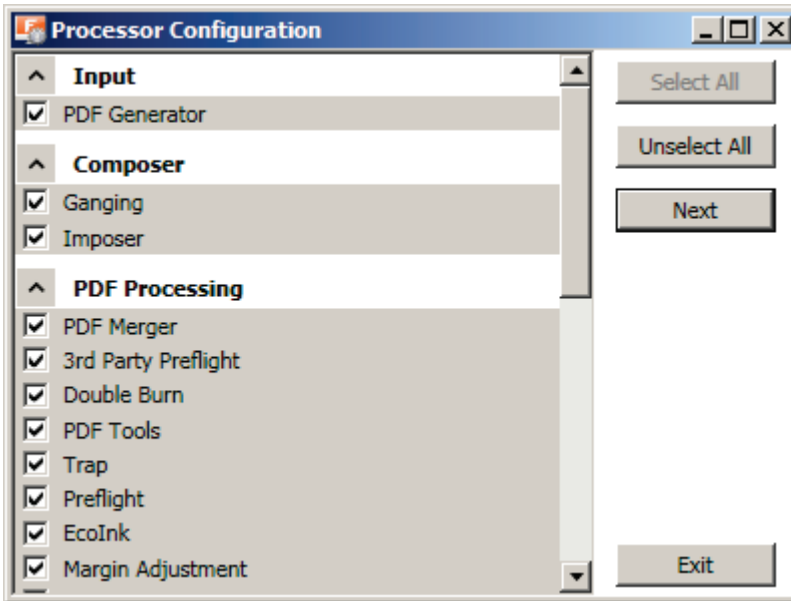 Processor Configuration
Input
PDF Generator
Composer
Ganging
Imposer
PDF Processing
PDF Merger
3rd Party Preflight
Double Burn
PDF Tools
Trap
Preflight
EcoInk
Margin Adjustment
Select All
Unselect All
Next
Exit